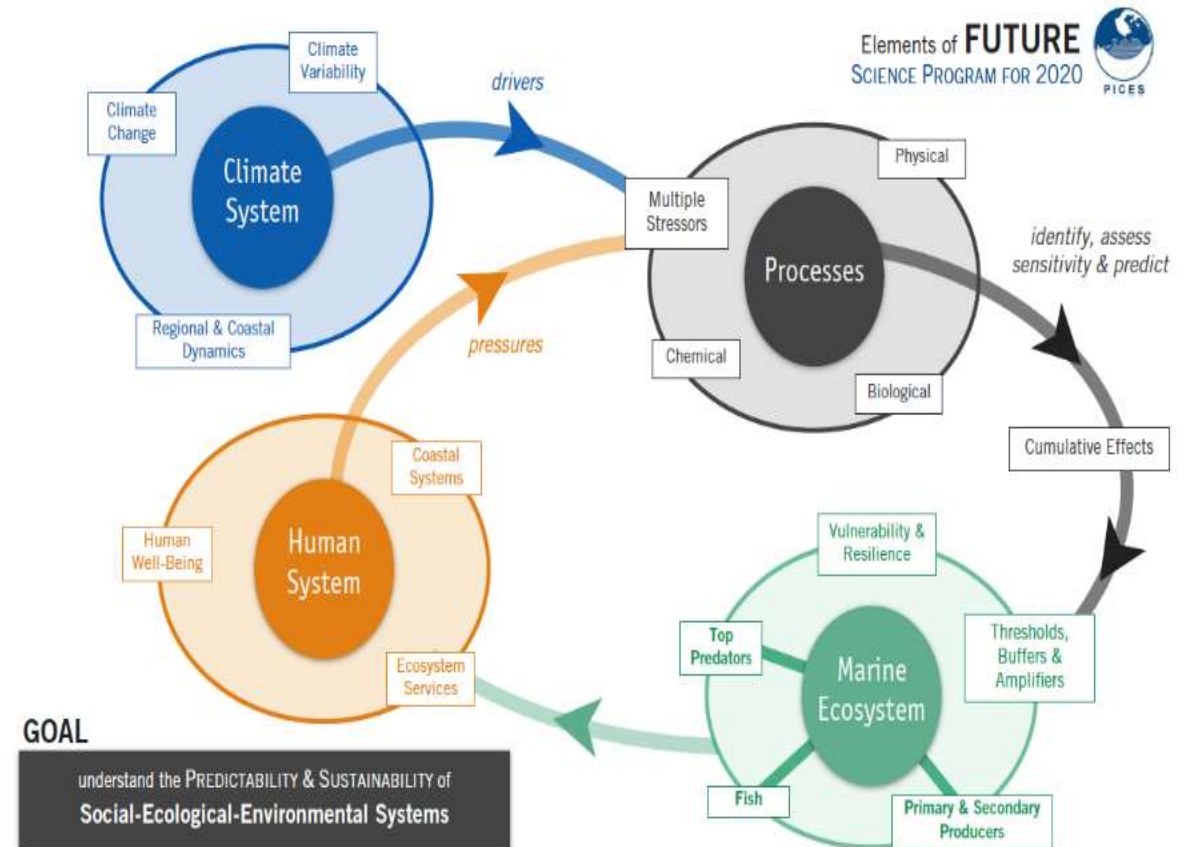 Elements of FUTURE
SCIENCE PROGRAM FOR 2020
PICES
Climate
Variability
Climate
Change
Climate
System
Regional & Coastal
Dynamics
drivers
Multiple
Stressors
Physical
Processes
Chemical
Biological
identify, assess
sensitivity & predict
pressures
Cumulative Effects
Coastal
Systems
Human
Well-Being
Human
System
Ecosystem
Services
Vulnerability &
Resilience
Top
Predators
Thresholds,
Buffers &
Amplifiers
Marine
Ecosystem
Fish
Primary & Secondary
Producers
GOAL
understand the PREDICTABILITY & SUSTAINABILITY of
Social-Ecological-Environmental Systems